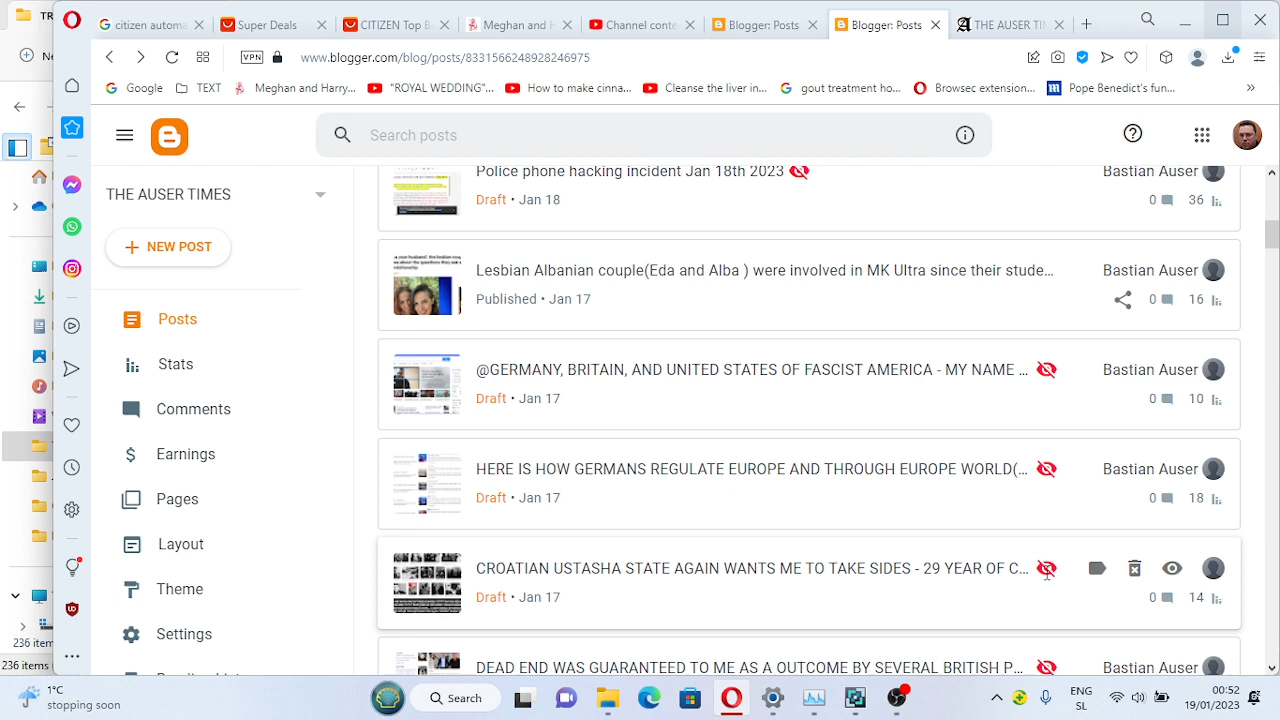 citizen automa
Super Deals
CITIZEN Top B
Meghan and H
Channel conte
Blogger: Posts
Blogger: Posts
THE AUSER TI
VPN
www.blogger.com/blog/posts/
Google
TEXT
Meghan and Harry...
"ROYAL WEDDING"...
How to make cinna...
Cleanse the liver in...
gout treatmentho...
Browser extension...
Pope Benedict's fun...
New
Search posts
THE AUSER TIMES
NEW POST
Posts
Stats
Comments
Earnings
Pages
Layout
Theme
Settings
Police phone hacking incident Jan 18th 2023
Bastian Auser
Draft • Jan 18
0
36
Lesbian Albanian couple(Eda and Alba ) were involved in MK Ultra since their stude...
Bastian Auser
Published • Jan 17
0
16
@GERMANY, BRITAIN, AND UNITED STATES OF FASCIST AMERICA - MY NAME ...
Bastian Auser
Draft • Jan 17
0
10
HERE IS HOW GERMANS REGULATE EUROPE AND THROUGH EUROPE WORLD(...
Bastian Auser
Draft • Jan 17
0
18
CROATIAN USTASHA STATE AGAIN WANTS ME TO TAKE SIDES - 29 YEAR OF C...
Draft • Jan 17
14
DEAD END WAS GUARANTEED TO ME AS A OUTCOME BY SEVERAL BRITISH P...
Bastian Auser
236 items
236 items
1°C
stopping soon
Search
ENG
00:52
19/01/2023